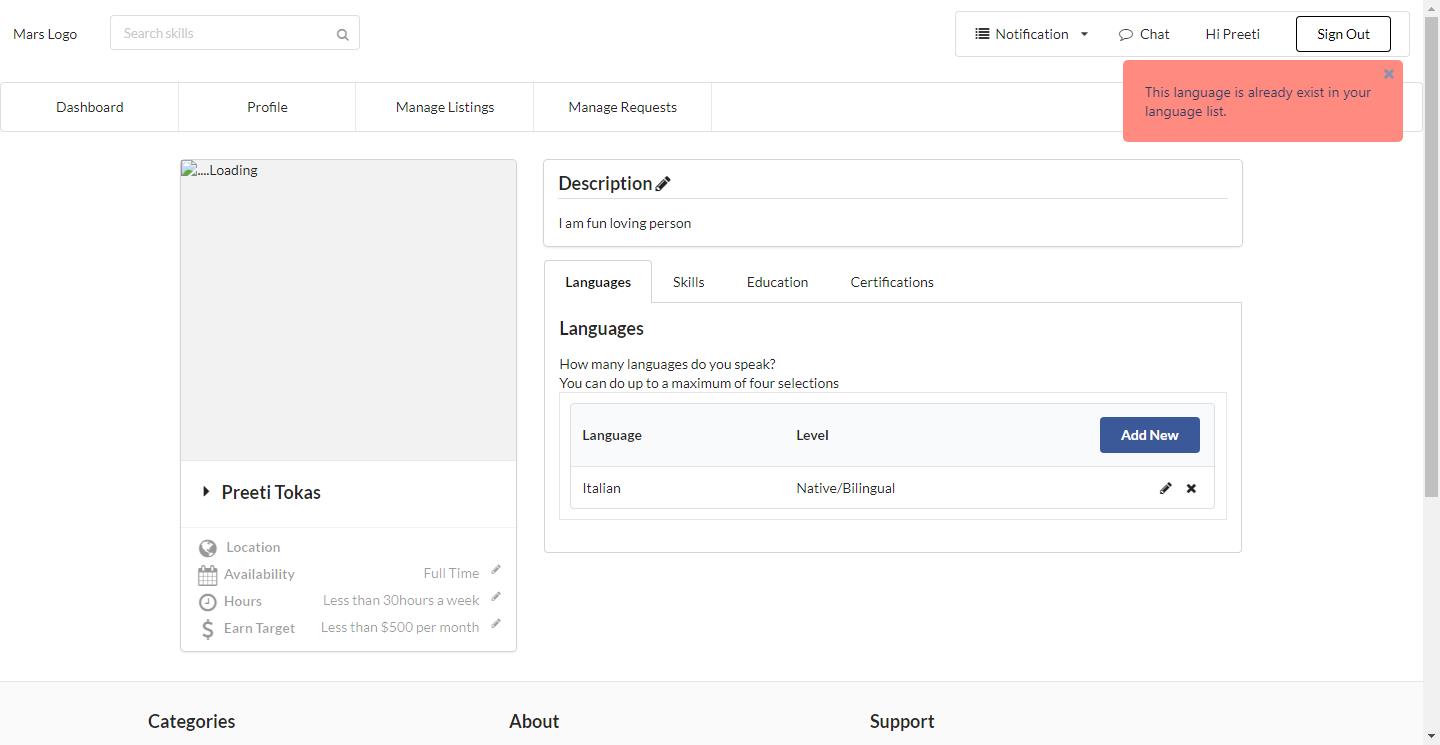 Mars Logo
Search skills
Notification
Chat
Hi Preeti
Sign Out
This language is already exist in your
language list.
Dashboard
Profile
Manage Listings
Manage Requests
....Loading
Preeti Tokas
Location
Availability
Full Time
Hours
Less than 30hours a week
Earn Target
Less than $500 per month
Description
I am fun loving person
Languages
Skills
Education
Certifications
Languages
How many languages do you speak?
You can do up to a maximum of four selections
Language
Level
Add New
Italian
Native/Bilingual
Categories
About
Support